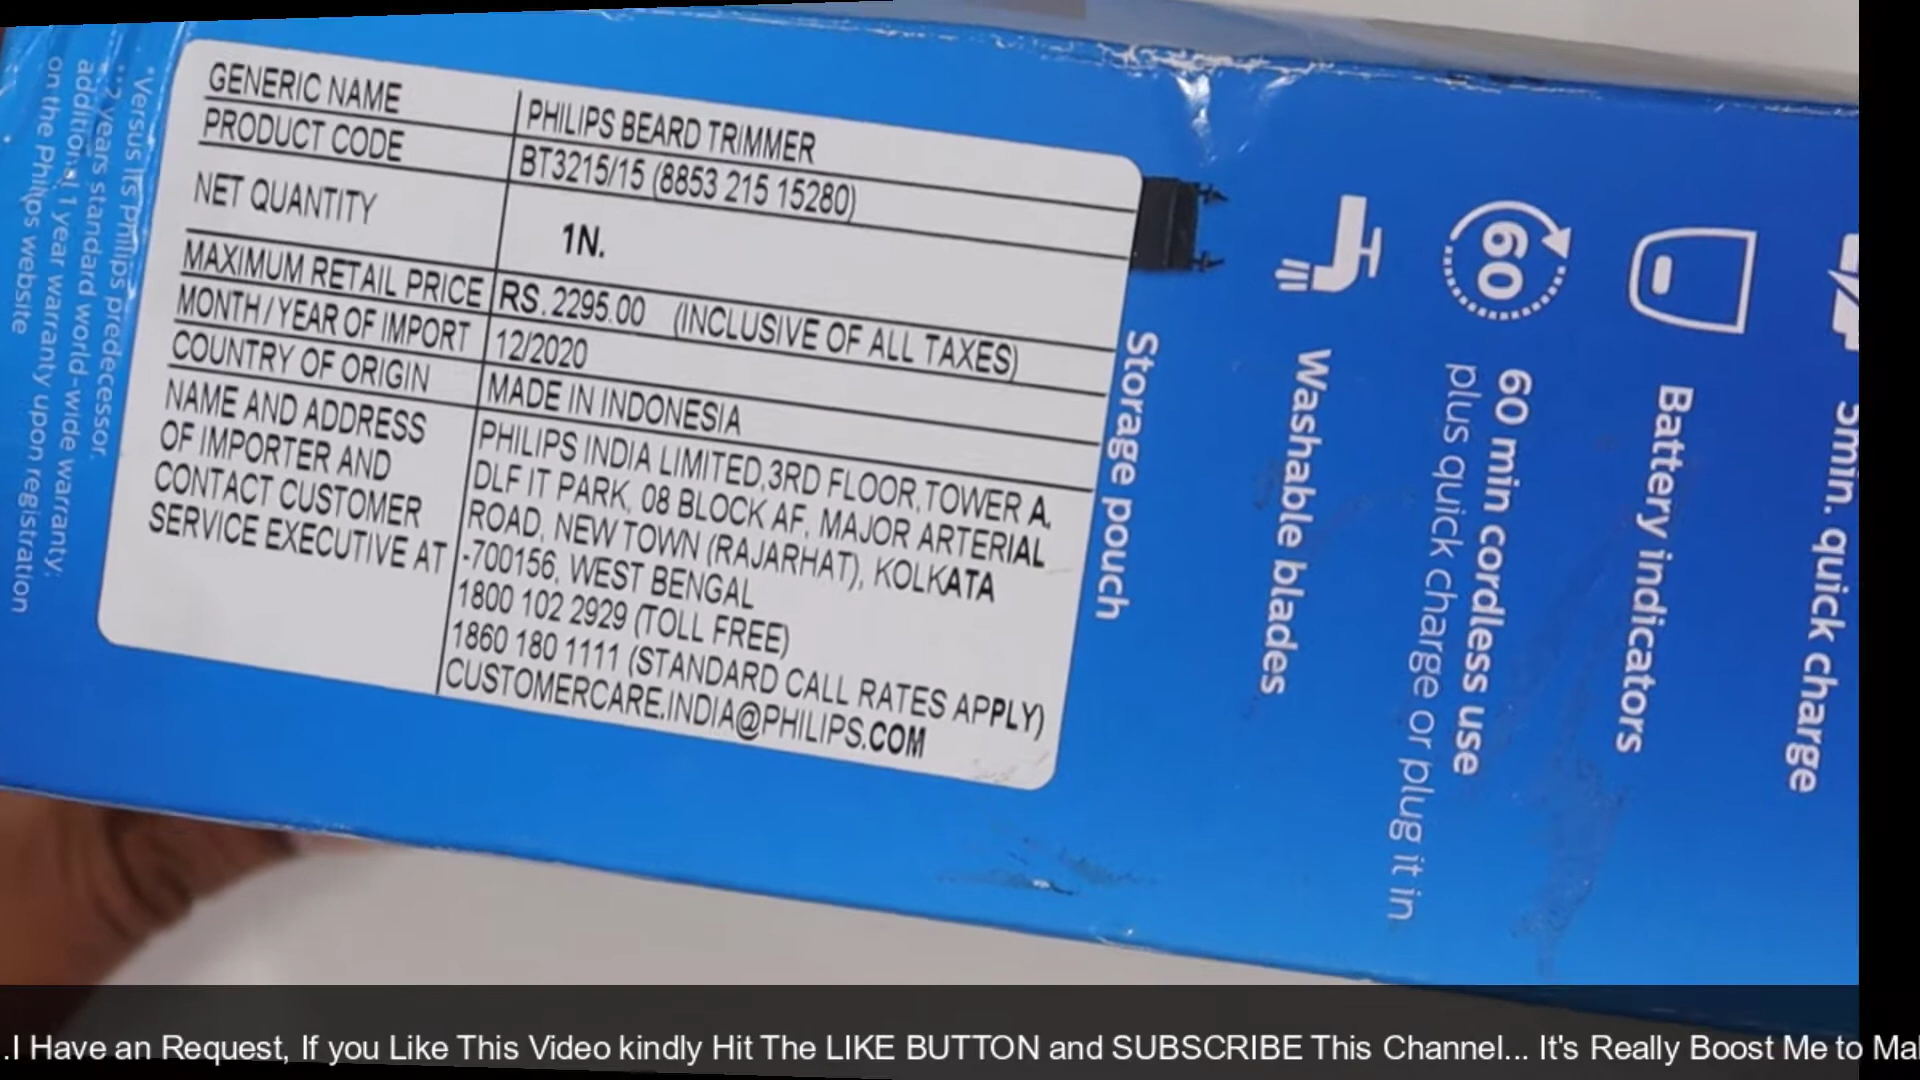 GENERIC NAME
PHILIPS BEARD TRIMMER
PRODUCT CODE
BT3215/15 (8853 215 15280)
NET QUANTITY
1N.
MAXIMUM RETAIL PRICE
RS.2295.00 (INCLUSIVE OF ALL TAXES)
MONTH/YEAR OF IMPORT
12/2020
COUNTRY OF ORIGIN
MADE IN INDONESIA
NAME AND ADDRESS
OF IMPORTER AND
CONTACT CUSTOMER
SERVICE EXECUTIVE AT
PHILIPS INDIA LIMITED,3RD FLOOR,TOWER A,
DLF IT PARK, 08 BLOCK AF, MAJOR ARTERIAL
ROAD, NEW TOWN (RAJARHAT), KOLKATA
-700156, WEST BENGAL
1800 102 2929 (TOLL FREE)
1860 180 1111 (STANDARD CALL RATES APPLY)
CUSTOMERCARE.INDIA@PHILIPS.COM
5min. quick charge
Battery indicators
60
60 min cordless use
plus quick charge or plug it in
Washable blades
Storage pouch
*Versus its Philips predecessor.
years standard world-wide warranty;
additional 1 year warranty upon registration
on the Philips website
.I Have an Request, If you Like This Video kindly Hit The LIKE BUTTON and SUBSCRIBE This Channel... It's Really Boost Me to